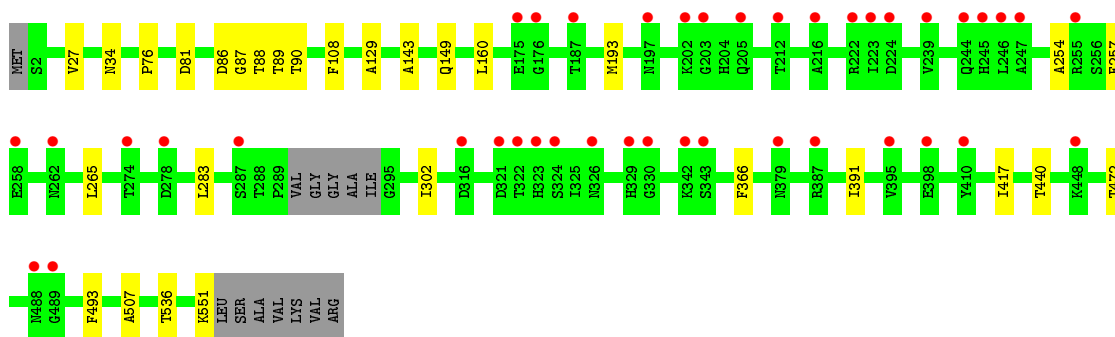 MET S2 V27 N34 P76 D81 D86 G87 T88 T89 T90 F108 A129 A143 Q149 L160 E175 G176 T187 M193 N197 K202 G203 H204 Q205 T212 A216 R222 I223 D224 V239 Q244 H245 L246 A247 A254 R255 S256 E257
E258 N262 L265 T274 D278 L283 S287 T288 P289 VAL GLY GLY ALA ILE G295 I302 D316 D321 T322 H323 S324 I325 N326 H329 G330 K342 S343 F366 N379 R387 I391 V395 E398 Y410 I417 T440 K448 T472
N488 G489 F493 A507 T536 K551 LEU SER ALA VAL LYS VAL ARG